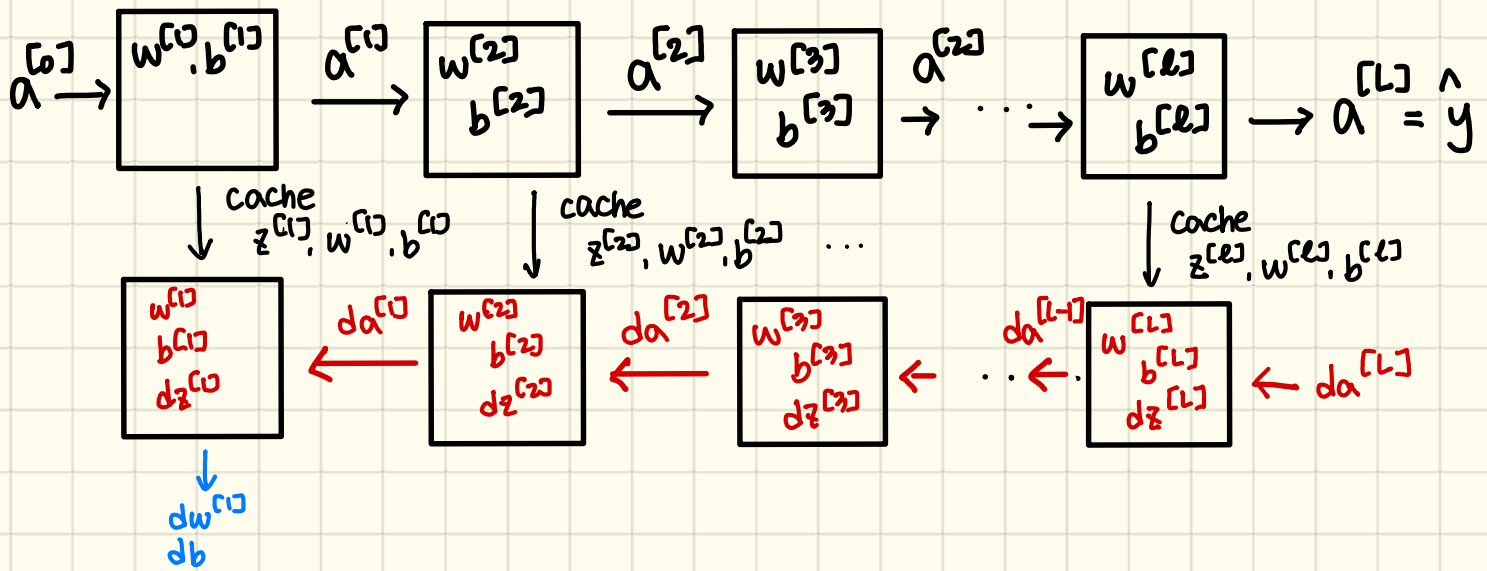 a^[0] → w^[1], b^[1] → a^[1] → w^[2] b^[2] → a^[2] → w^[3] b^[3] → a^[2] → ... → w^[l] b^[l] → a^[L] = ŷ
cache
z^[1], w^[1], b^[1]
cache
z^[2], w^[2], b^[2] ...
cache
z^[l], w^[l], b^[l]
w^[1]
b^[1]
dz^[1]
da^[1] ←
w^[2]
b^[2]
dz^[2]
da^[2] ←
w^[3]
b^[3]
dz^[3]
← ... ←
da^[l-1]
w^[L]
b^[L]
dz^[L]
← da^[L]
dw^[1]
db